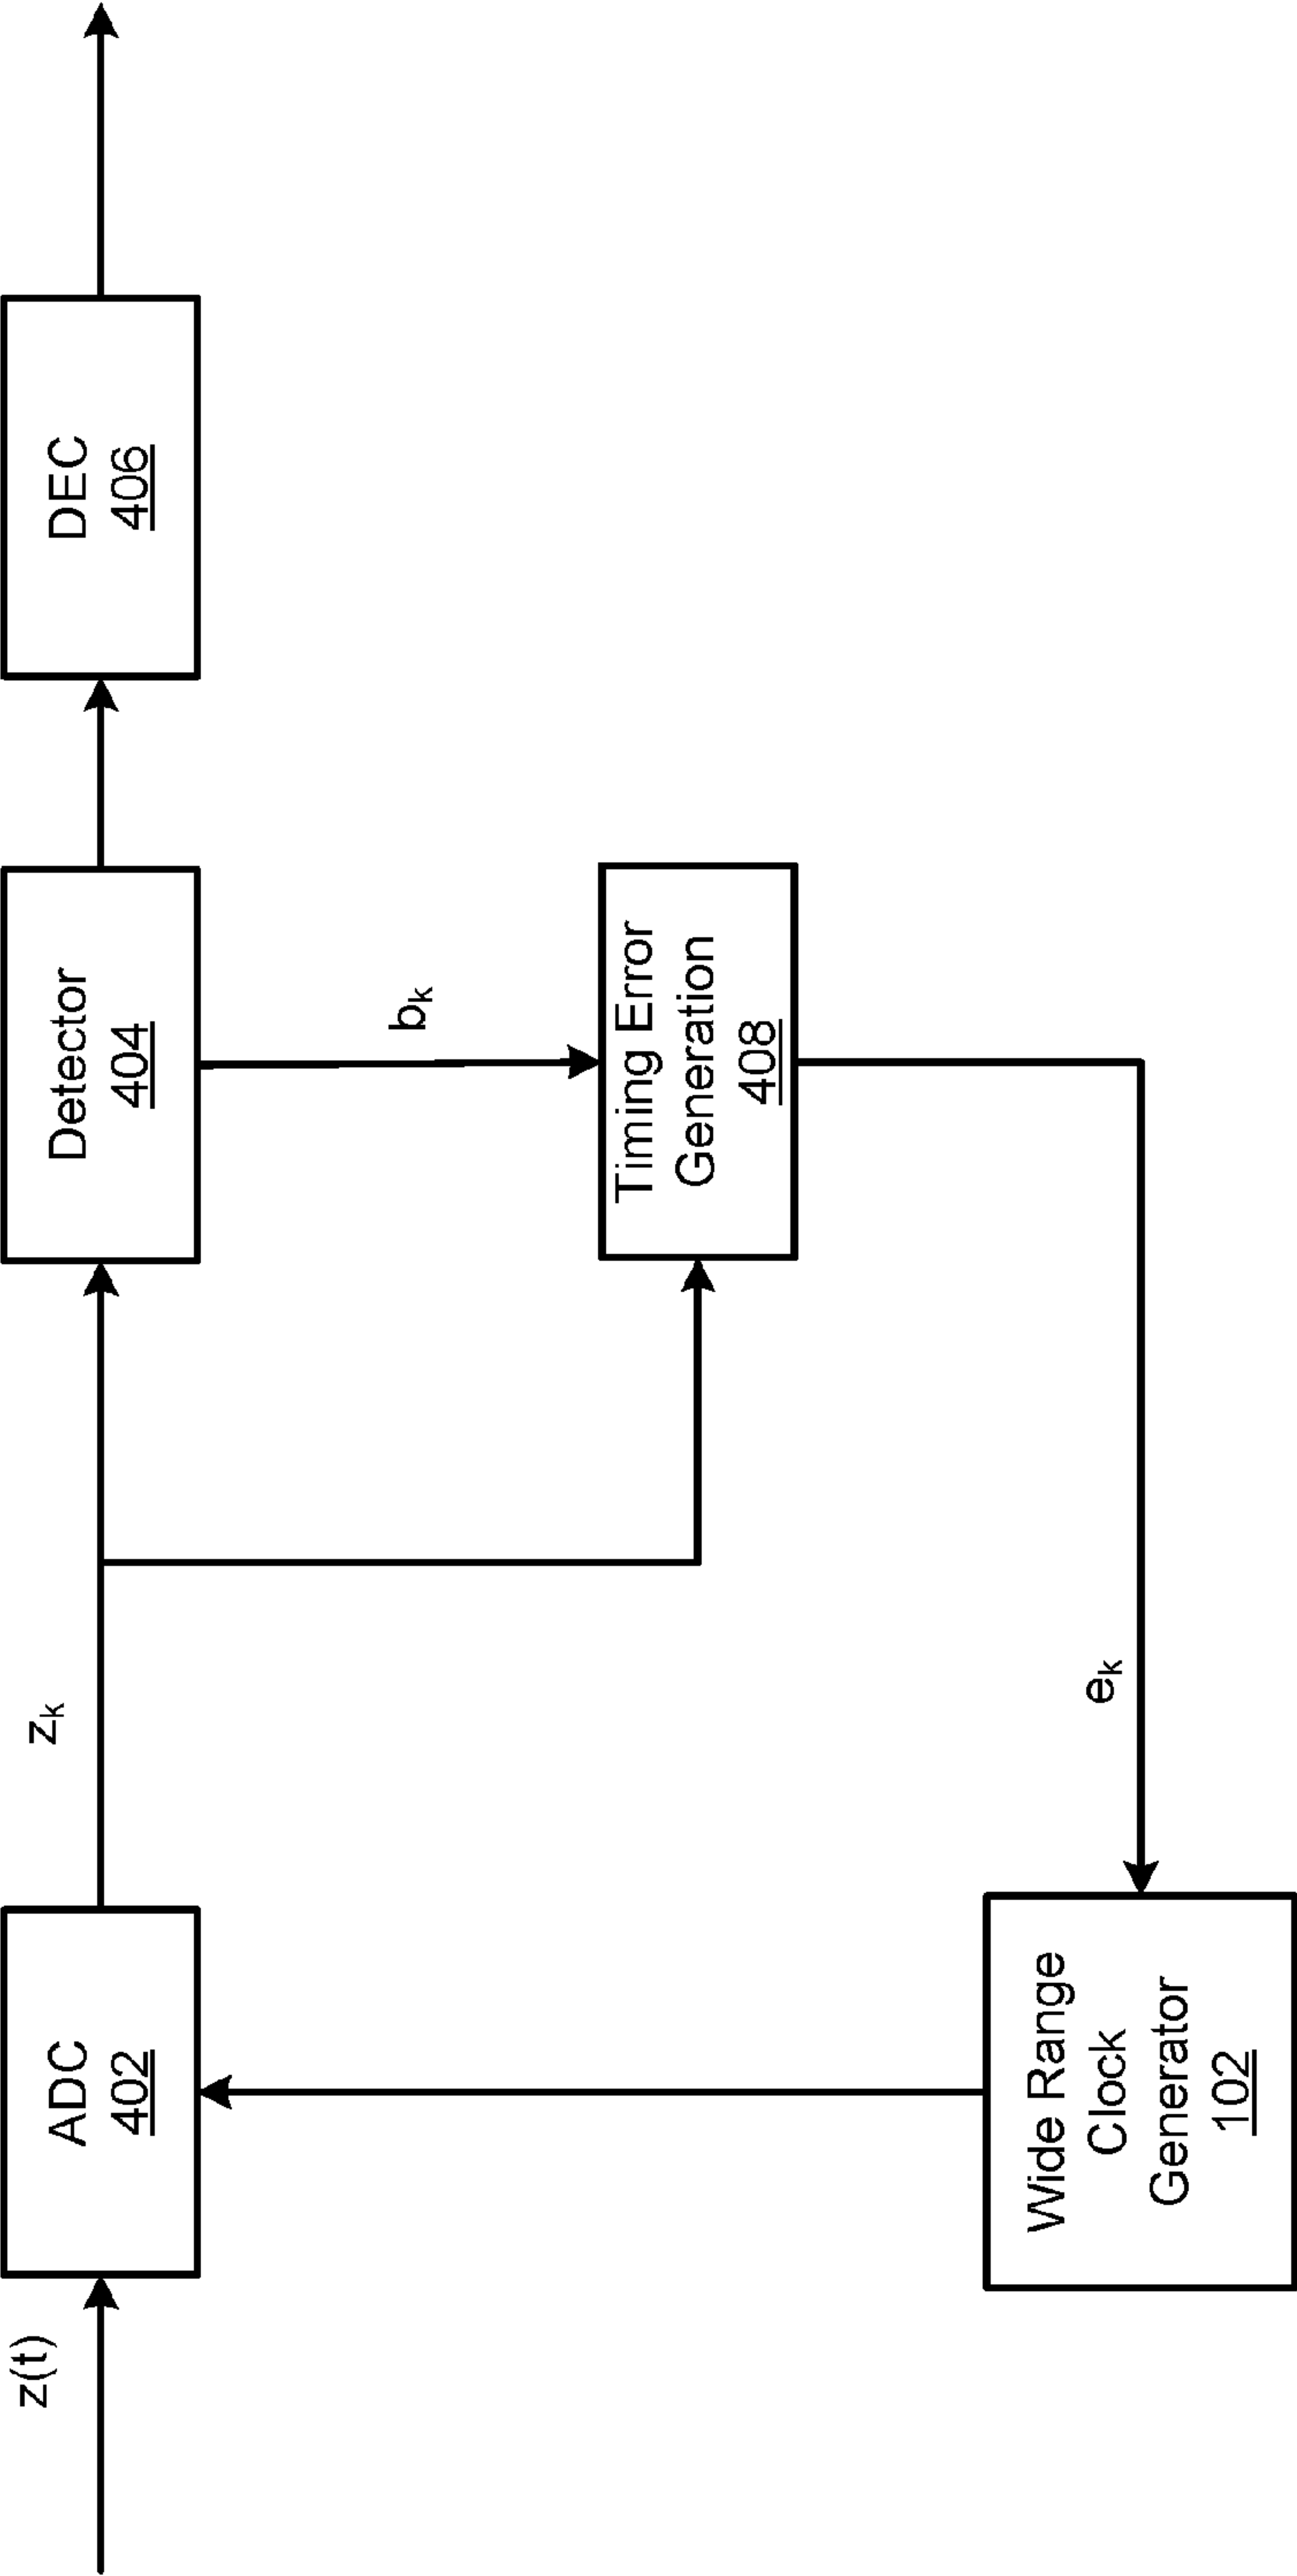 z(t)
ADC
402
z_k
Detector
404
DEC
406
b_k
Timing Error
Generation
408
e_k
Wide Range
Clock
Generator
102